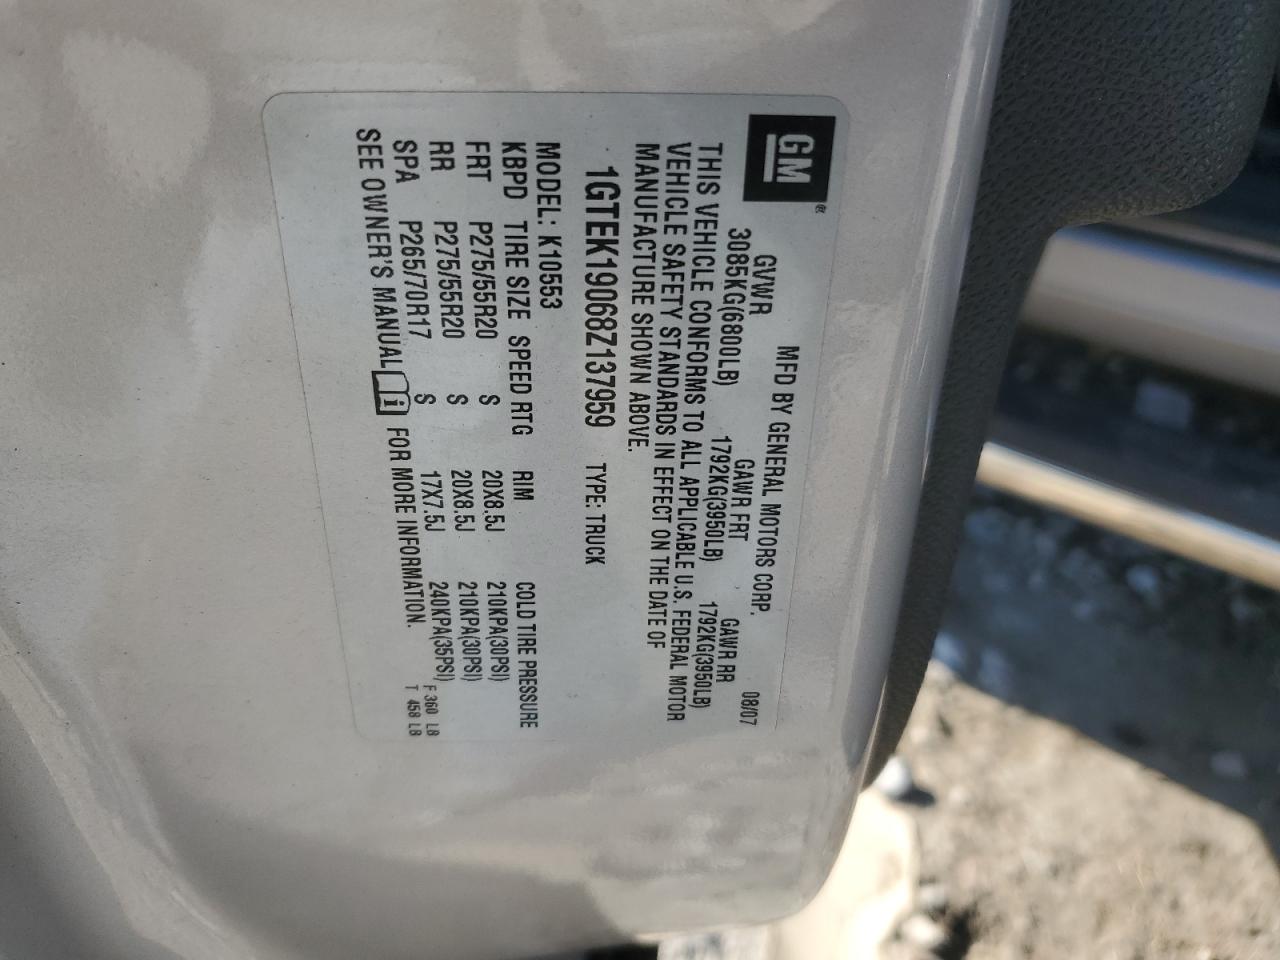 GM®
MFD BY GENERAL MOTORS CORP. 08/07
GVWR GAWR FRT GAWR RR
3085KG(6800LB) 1792KG(3950LB) 1792KG(3950LB)
THIS VEHICLE CONFORMS TO ALL APPLICABLE U.S. FEDERAL MOTOR
VEHICLE SAFETY STANDARDS IN EFFECT ON THE DATE OF
MANUFACTURE SHOWN ABOVE.
1GTEK19068Z137959 TYPE: TRUCK
MODEL: K10553
KBPD TIRE SIZE SPEED RTG RIM COLD TIRE PRESSURE
FRT P275/55R20 S 20X8.5J 210KPA(30PSI)
RR P275/55R20 S 20X8.5J 210KPA(30PSI)
SPA P265/70R17 S 17X7.5J 240KPA(35PSI) F 360 LB
SEE OWNER'S MANUAL i FOR MORE INFORMATION. T 458 LB